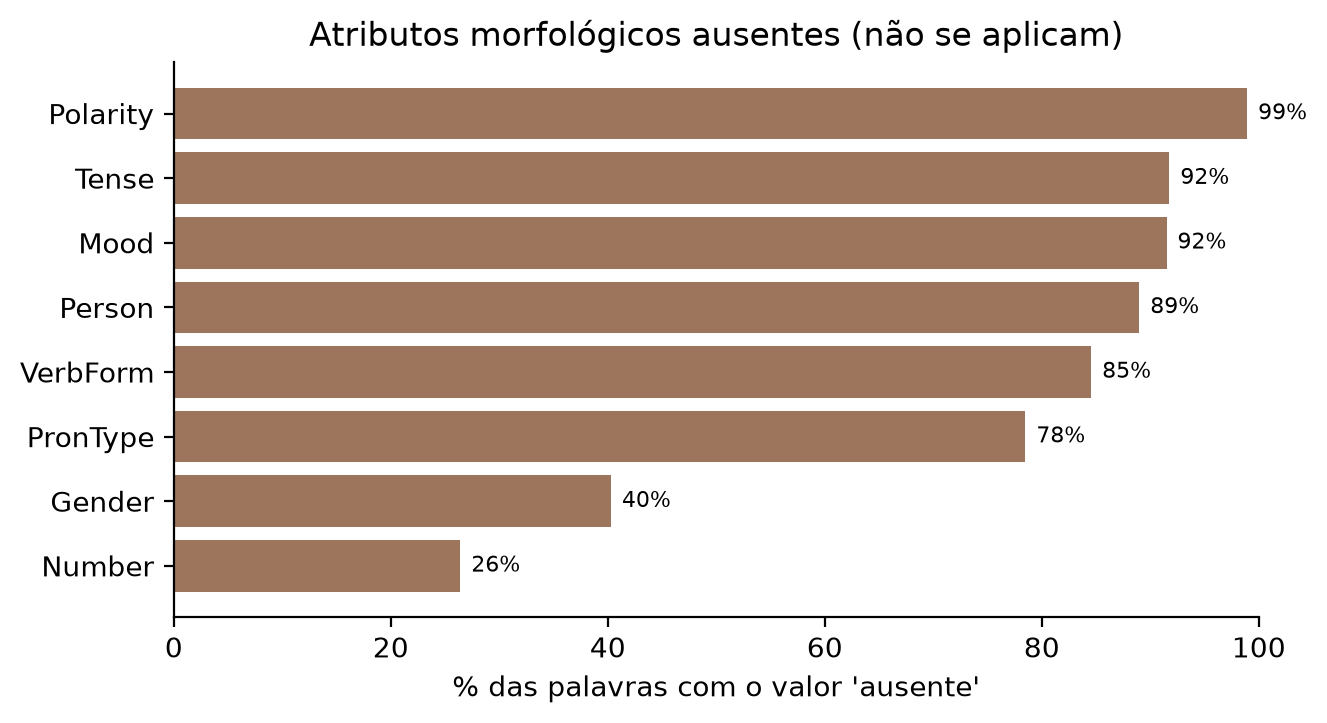 Atributos morfológicos ausentes (não se aplicam)
Polarity 99%
Tense 92%
Mood 92%
Person 89%
VerbForm 85%
PronType 78%
Gender 40%
Number 26%
0 20 40 60 80 100
% das palavras com o valor 'ausente'